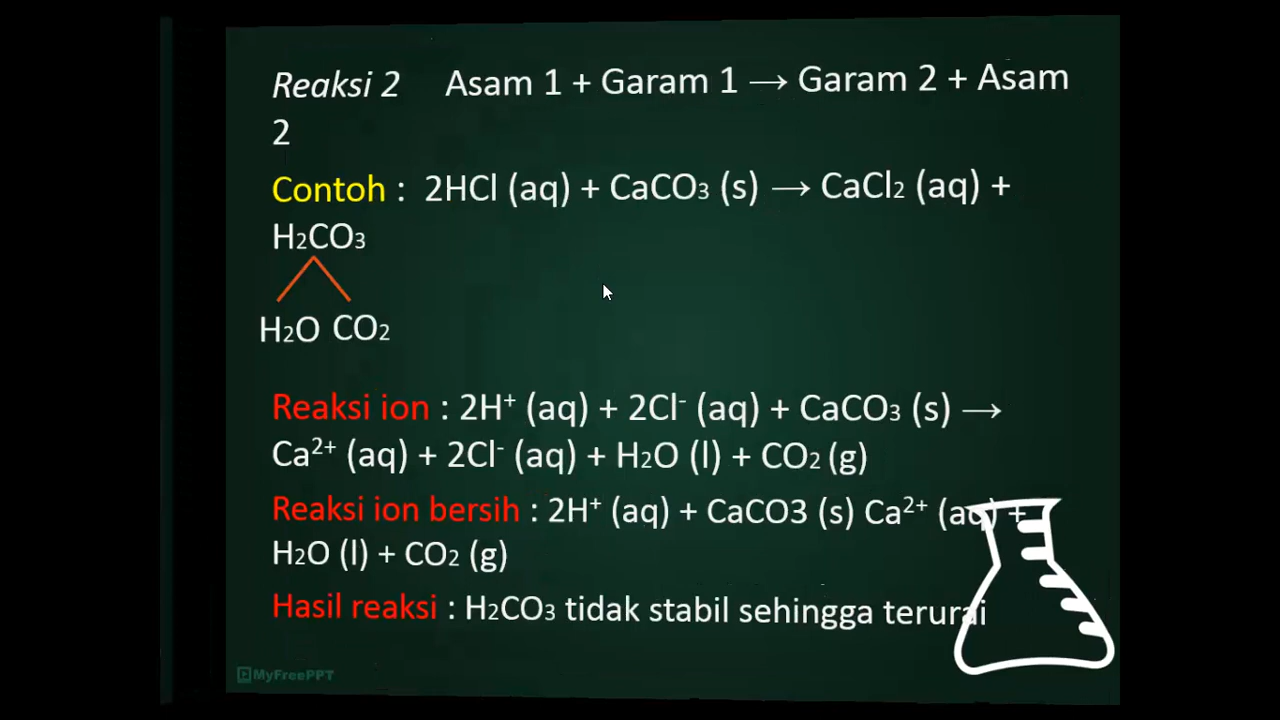 Reaksi 2 Asam 1 + Garam 1 → Garam 2 + Asam
2
Contoh : 2HCl (aq) + CaCO₃ (s) → CaCl₂ (aq) +
H₂CO₃
H₂O CO₂
Reaksi ion : 2H⁺ (aq) + 2Cl⁻ (aq) + CaCO₃ (s) →
Ca²⁺ (aq) + 2Cl⁻ (aq) + H₂O (l) + CO₂ (g)
Reaksi ion bersih : 2H⁺ (aq) + CaCO3 (s) Ca²⁺ (aq) +
H₂O (l) + CO₂ (g)
Hasil reaksi : H₂CO₃ tidak stabil sehingga terurai
MyFreePPT